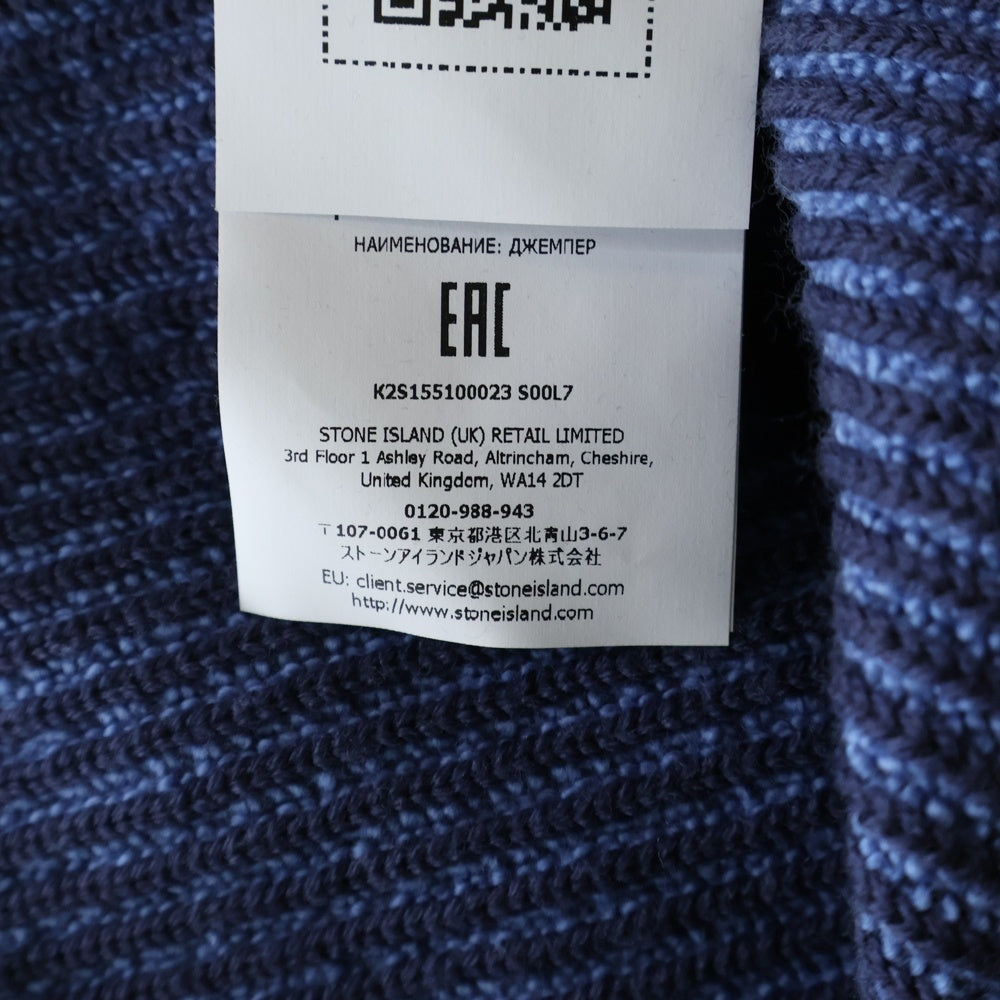 НАИМЕНОВАНИЕ: ДЖЕМПЕР
EAC
K2S155100023 S00L7
STONE ISLAND (UK) RETAIL LIMITED
3rd Floor 1 Ashley Road, Altrincham, Cheshire,
United Kingdom, WA14 2DT
0120-988-943
〒107-0061 東京都港区北青山3-6-7
ストーンアイランドジャパン株式会社
EU: client.service@stoneisland.com
http://www.stoneisland.com